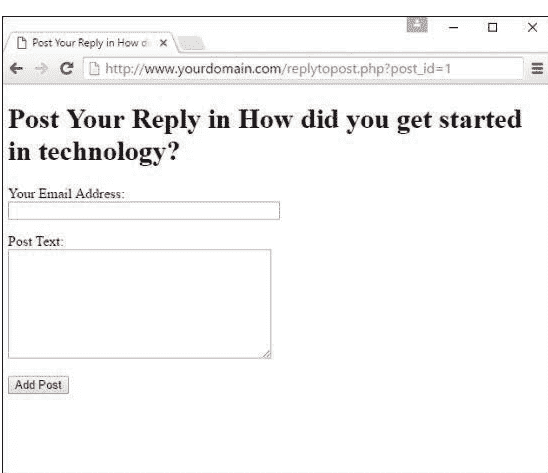 Post Your Reply in How d
http://www.yourdomain.com/replytopost.php?post_id=1
Post Your Reply in How did you get started
in technology?
Your Email Address:
Post Text:
Add Post